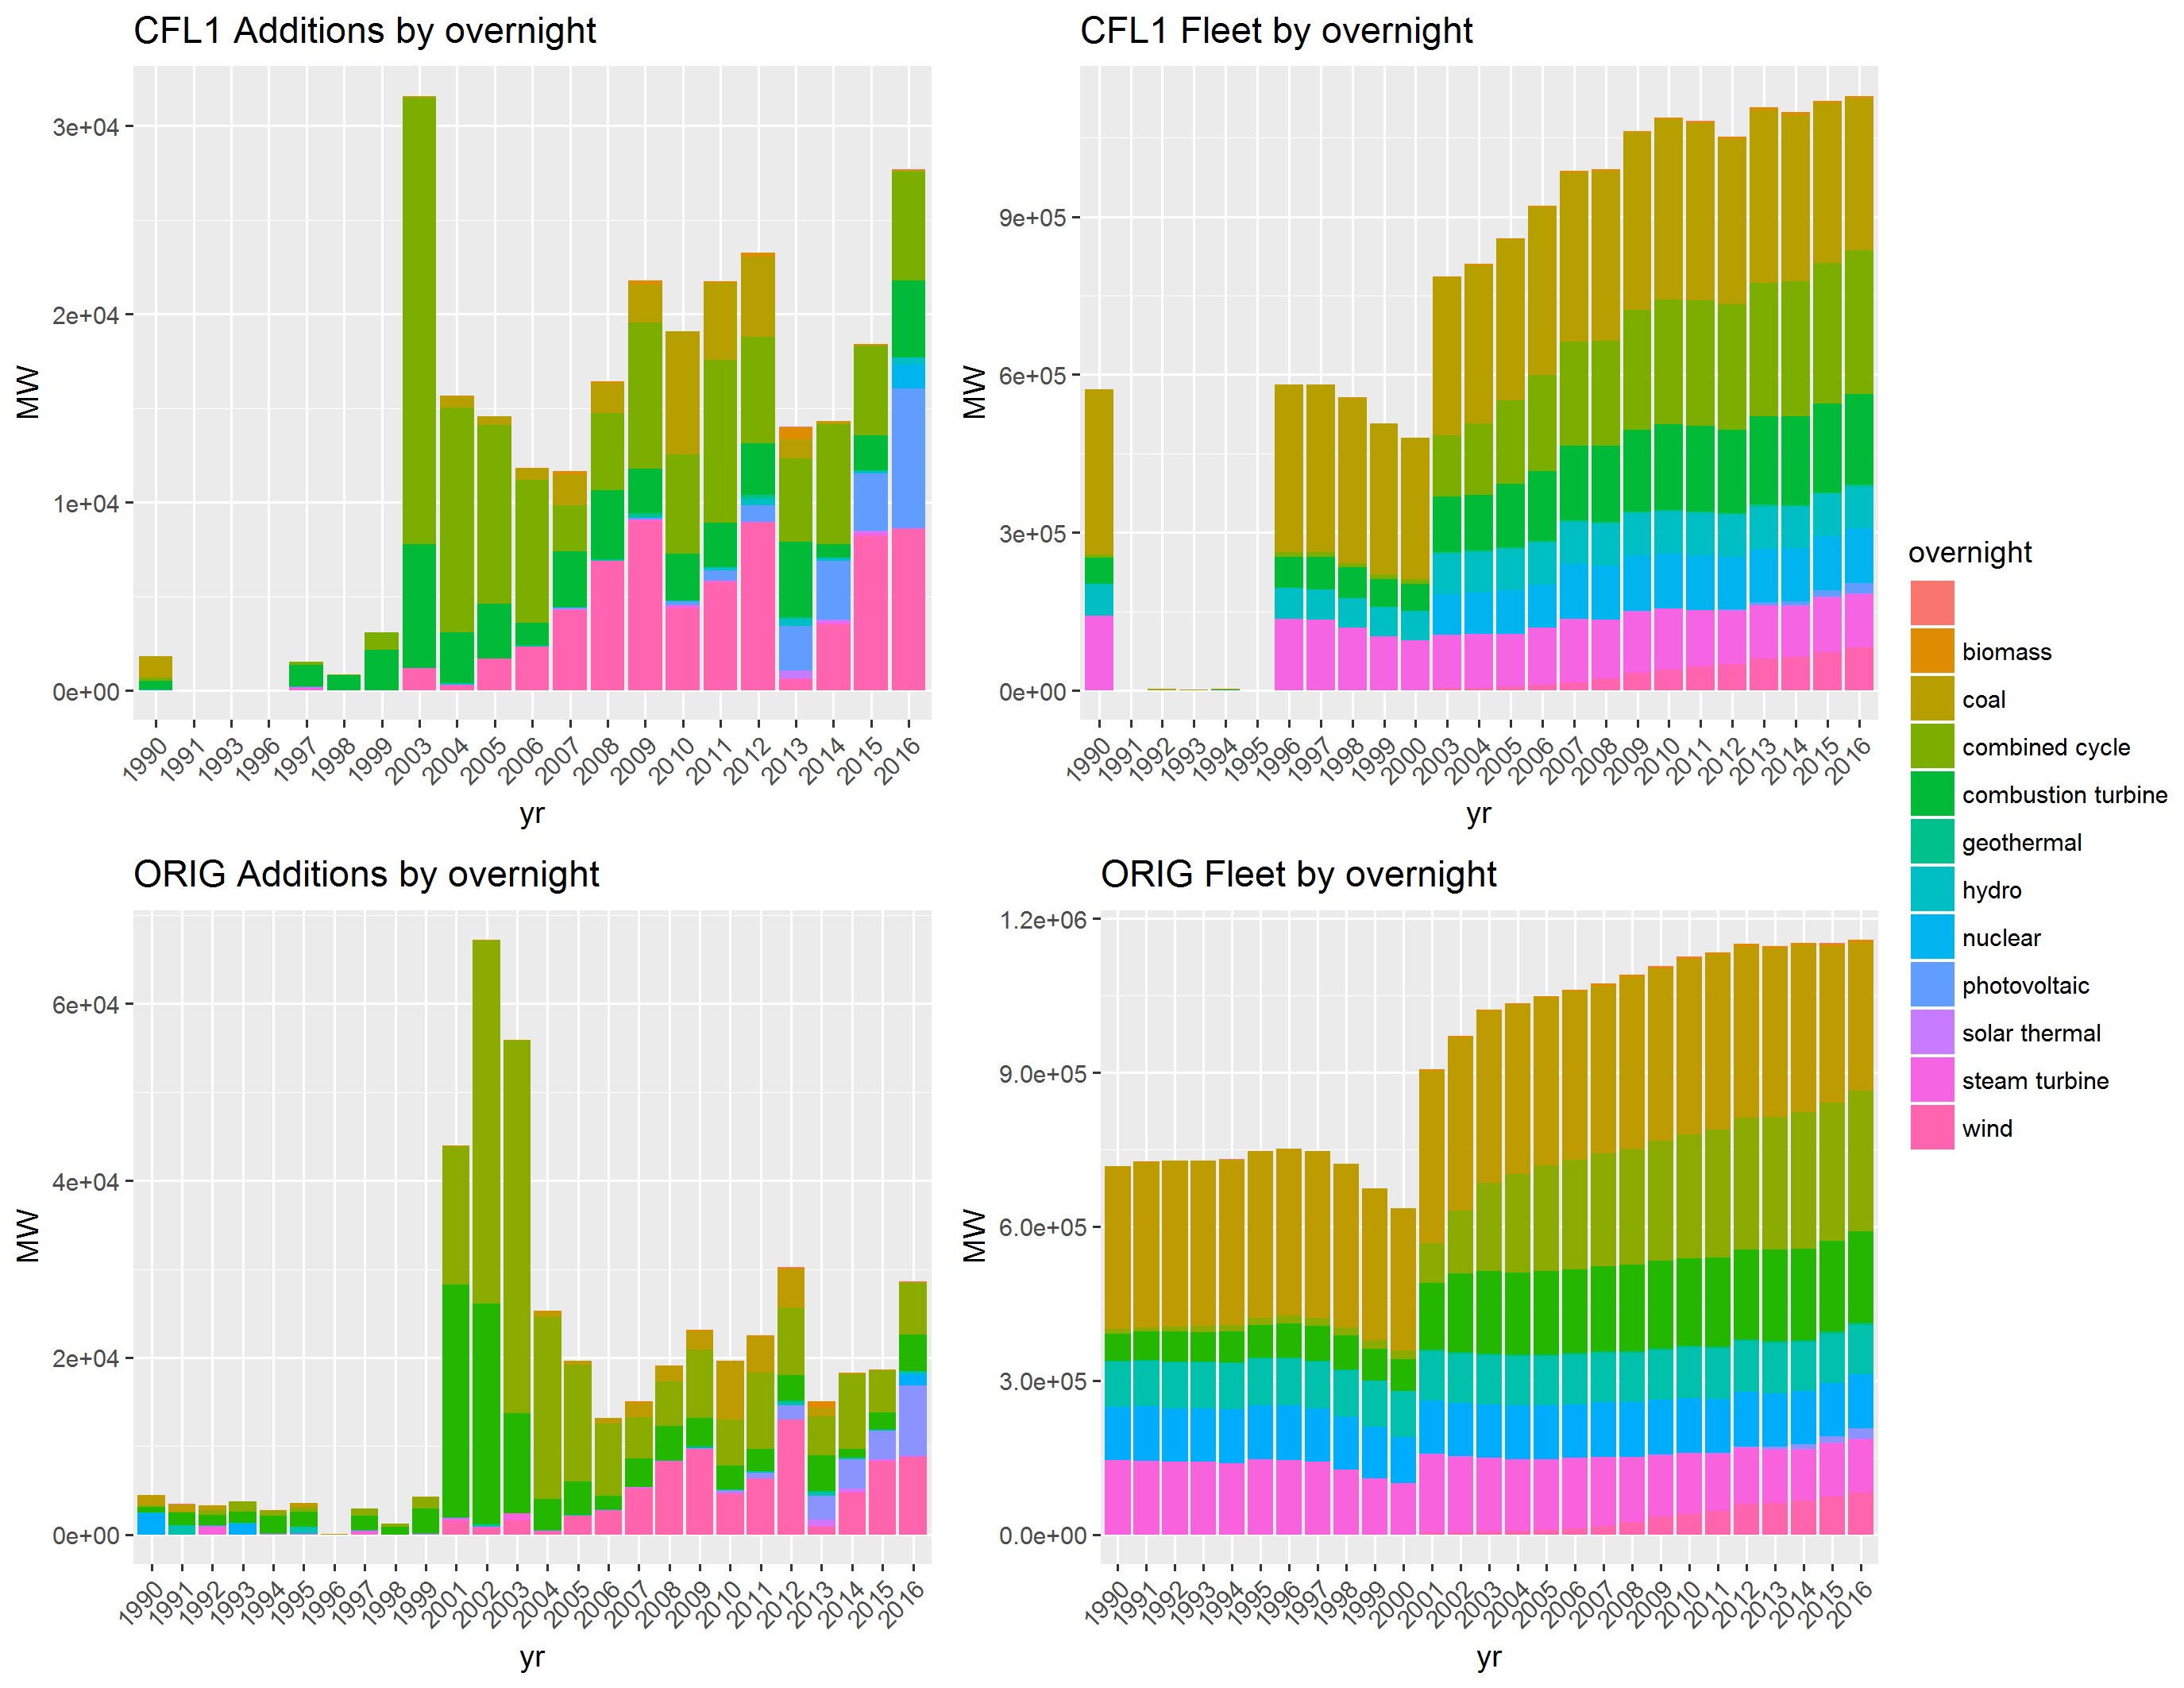 CFL1 Additions by overnight
MW
3e+04
2e+04
1e+04
0e+00
1990 1991 1993 1996 1997 1998 1999 2003 2004 2005 2006 2007 2008 2009 2010 2011 2012 2013 2014 2015 2016
yr
CFL1 Fleet by overnight
MW
9e+05
6e+05
3e+05
0e+00
1990 1991 1992 1993 1994 1995 1996 1997 1998 1999 2000 2003 2004 2005 2006 2007 2008 2009 2010 2011 2012 2013 2014 2015 2016
yr
ORIG Additions by overnight
MW
6e+04
4e+04
2e+04
0e+00
1990 1991 1992 1993 1994 1995 1996 1997 1998 1999 2001 2002 2003 2004 2005 2006 2007 2008 2009 2010 2011 2012 2013 2014 2015 2016
yr
ORIG Fleet by overnight
MW
1.2e+06
9.0e+05
6.0e+05
3.0e+05
0.0e+00
1990 1991 1992 1993 1994 1995 1996 1997 1998 1999 2000 2001 2002 2003 2004 2005 2006 2007 2008 2009 2010 2011 2012 2013 2014 2015 2016
yr
overnight
biomass
coal
combined cycle
combustion turbine
geothermal
hydro
nuclear
photovoltaic
solar thermal
steam turbine
wind